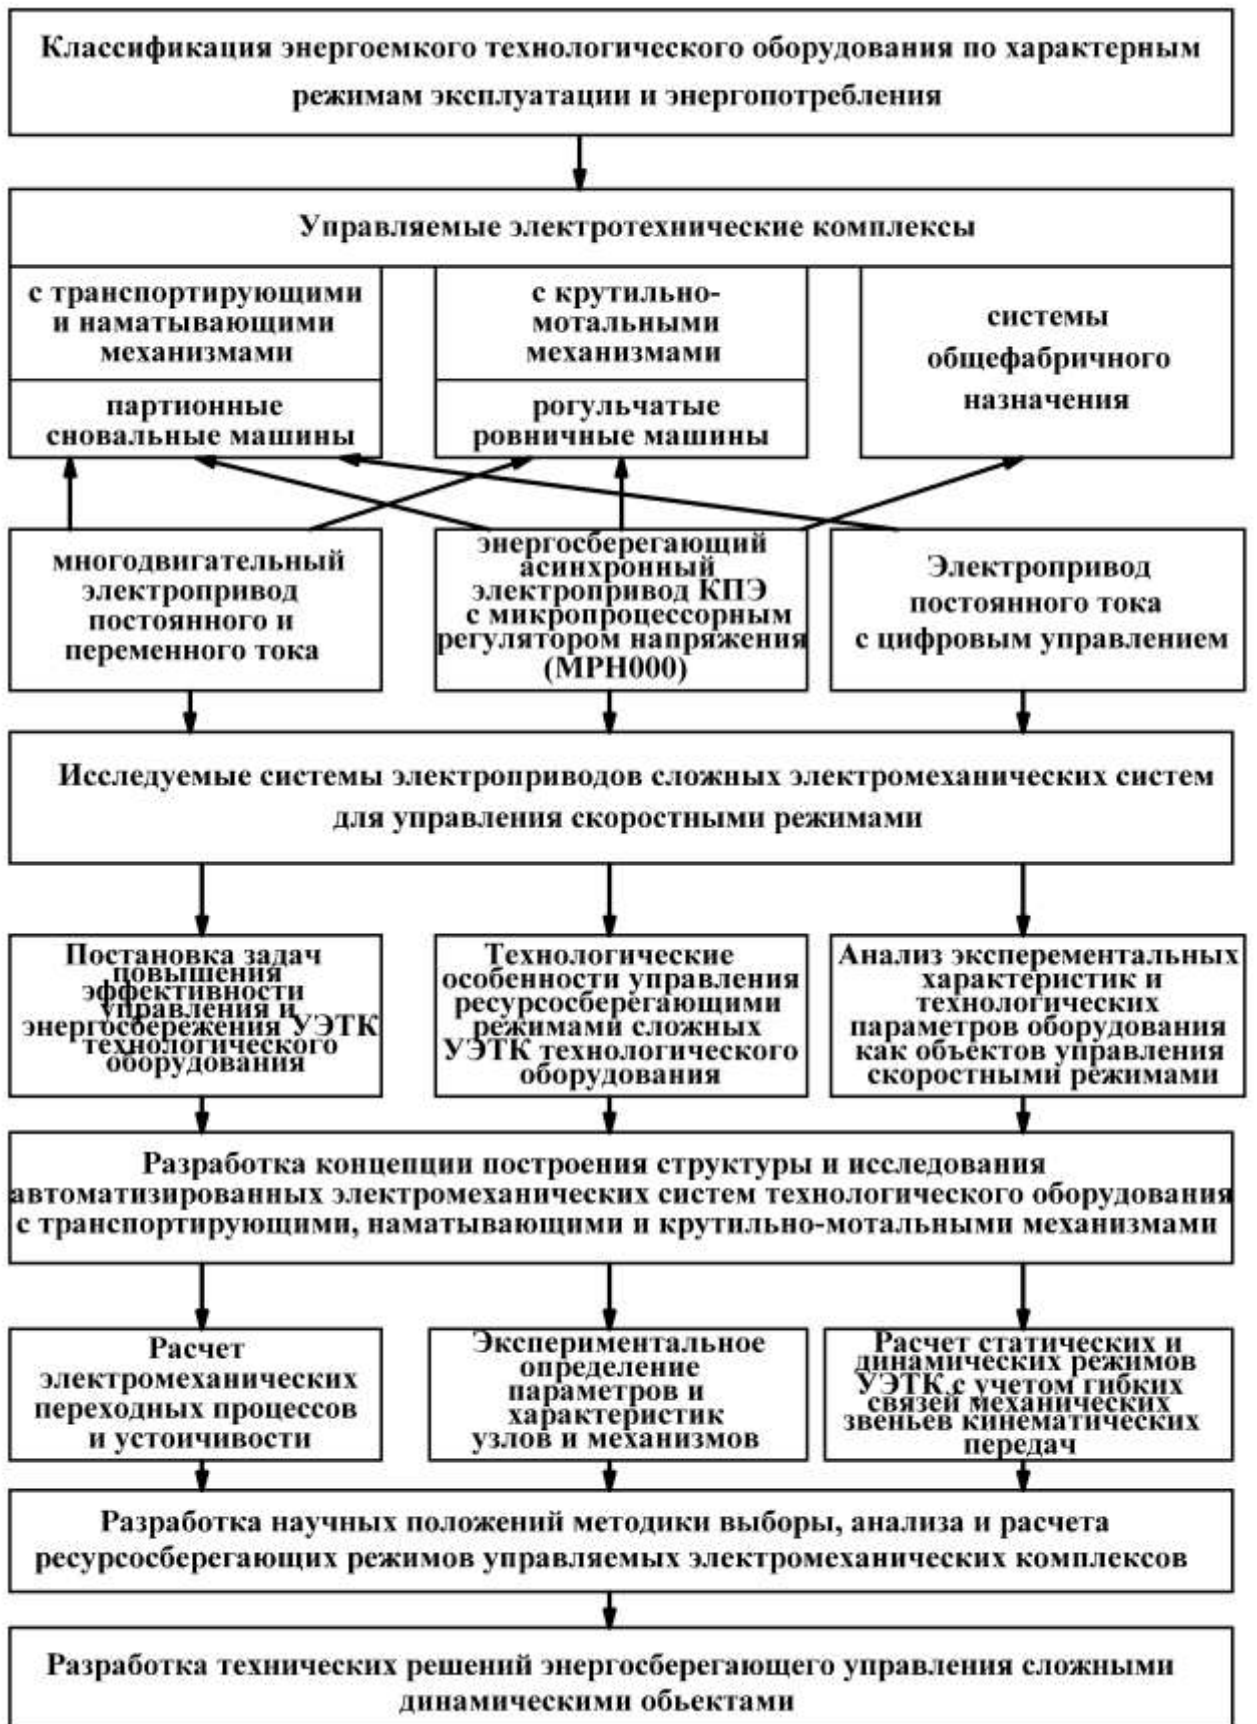 Классификация энергоемкого технологического оборудования по характерным
режимам эксплуатации и энергопотребления
Управляемые электротехнические комплексы
с транспортирующими
и наматывающими
механизмами
партионные
сновальные машины
с крутильно-
мотальными
механизмами
рогульчатые
ровничные машины
системы
общефабричного
назначения
многодвигательный
электропривод
постоянного и
переменного тока
энергосберегающий
асинхронный
электропривод КПЭ
с микропроцессорным
регулятором напряжения
(МРН000)
Электропривод
постоянного тока
с цифровым управлением
Исследуемые системы электроприводов сложных электромеханических систем
для управления скоростными режимами
Постановка задач
повышения
эффективности
управления и
энергосбережения УЭТК
технологического
оборудования
Технологические
особенности управления
ресурсосберегающими
режимами сложных
УЭТК технологического
оборудования
Анализ эксперементальных
характеристик и
технологических
параметров оборудования
как объектов управления
скоростными режимами
Разработка концепции построения структуры и исследования
автоматизированных электромеханических систем технологического оборудования
с транспортирующими, наматывающими и крутильно-мотальными механизмами
Расчет
электромеханических
переходных процессов
и устоичивости
Экспериментальное
определение
параметров и
характеристик
узлов и механизмов
Расчет статических и
динамических режимов
УЭТК с учетом гибких
связей механических
звеньев кинематических
передач
Разработка научных положений методики выборы, анализа и расчета
ресурсосберегающих режимов управляемых электромеханических комплексов
Разработка технических решений энергосберегающего управления сложными
динамическими обьектами